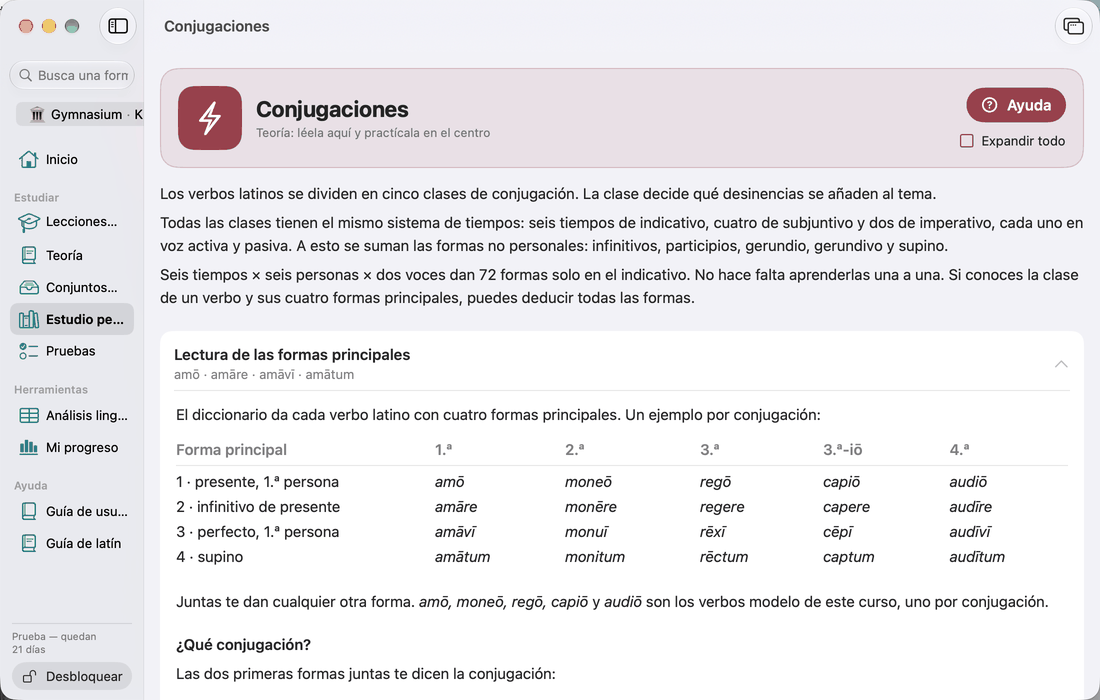 Conjugaciones
Busca una forn
Gymnasium · K
Inicio
Estudiar
Lecciones...
Teoría
Conjuntos...
Estudio pe...
Pruebas
Herramientas
Análisis ling...
Mi progreso
Ayuda
Guía de usu...
Guía de latín
Prueba — quedan
21 días
Desbloquear
Conjugaciones
Teoría: léela aquí y practícala en el centro
Ayuda
Expandir todo
Los verbos latinos se dividen en cinco clases de conjugación. La clase decide qué desinencias se añaden al tema.
Todas las clases tienen el mismo sistema de tiempos: seis tiempos de indicativo, cuatro de subjuntivo y dos de imperativo, cada uno en
voz activa y pasiva. A esto se suman las formas no personales: infinitivos, participios, gerundio, gerundivo y supino.
Seis tiempos × seis personas × dos voces dan 72 formas solo en el indicativo. No hace falta aprenderlas una a una. Si conoces la clase
de un verbo y sus cuatro formas principales, puedes deducir todas las formas.
Lectura de las formas principales
amō · amāre · amāvī · amātum
El diccionario da cada verbo latino con cuatro formas principales. Un ejemplo por conjugación:
Forma principal 1.ª 2.ª 3.ª 3.ª-iō 4.ª
1 · presente, 1.ª persona amō moneō regō capiō audiō
2 · infinitivo de presente amāre monēre regere capere audīre
3 · perfecto, 1.ª persona amāvī monuī rēxī cēpī audīvī
4 · supino amātum monitum rēctum captum audītum
Juntas te dan cualquier otra forma. amō, moneō, regō, capiō y audiō son los verbos modelo de este curso, uno por conjugación.
¿Qué conjugación?
Las dos primeras formas juntas te dicen la conjugación: